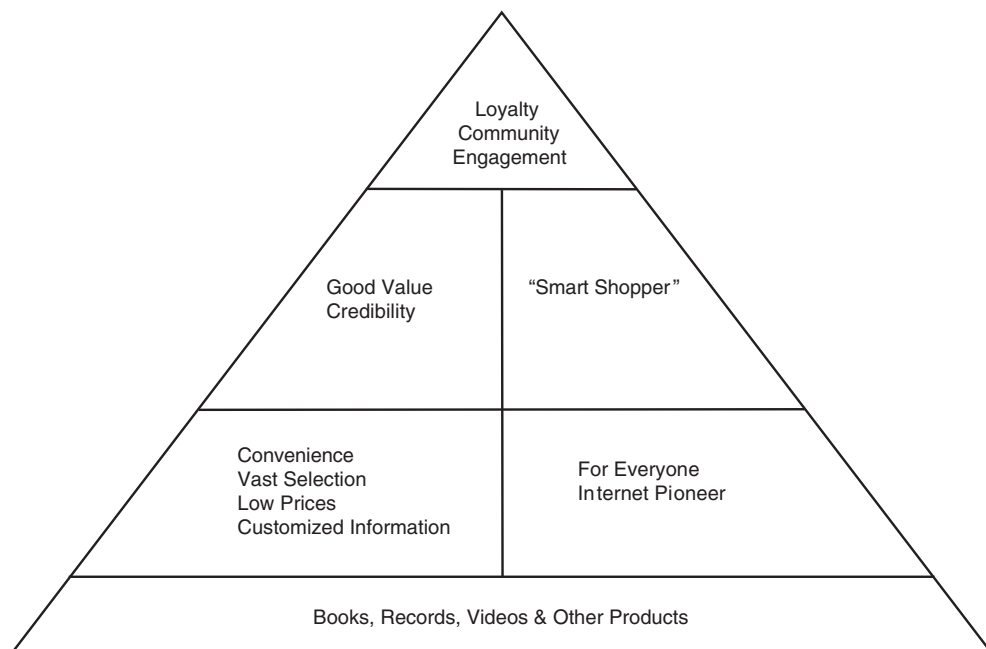 Loyalty
Community
Engagement
Good Value
Credibility
“Smart Shopper”
Convenience
Vast Selection
Low Prices
Customized Information
For Everyone
Internet Pioneer
Books, Records, Videos & Other Products